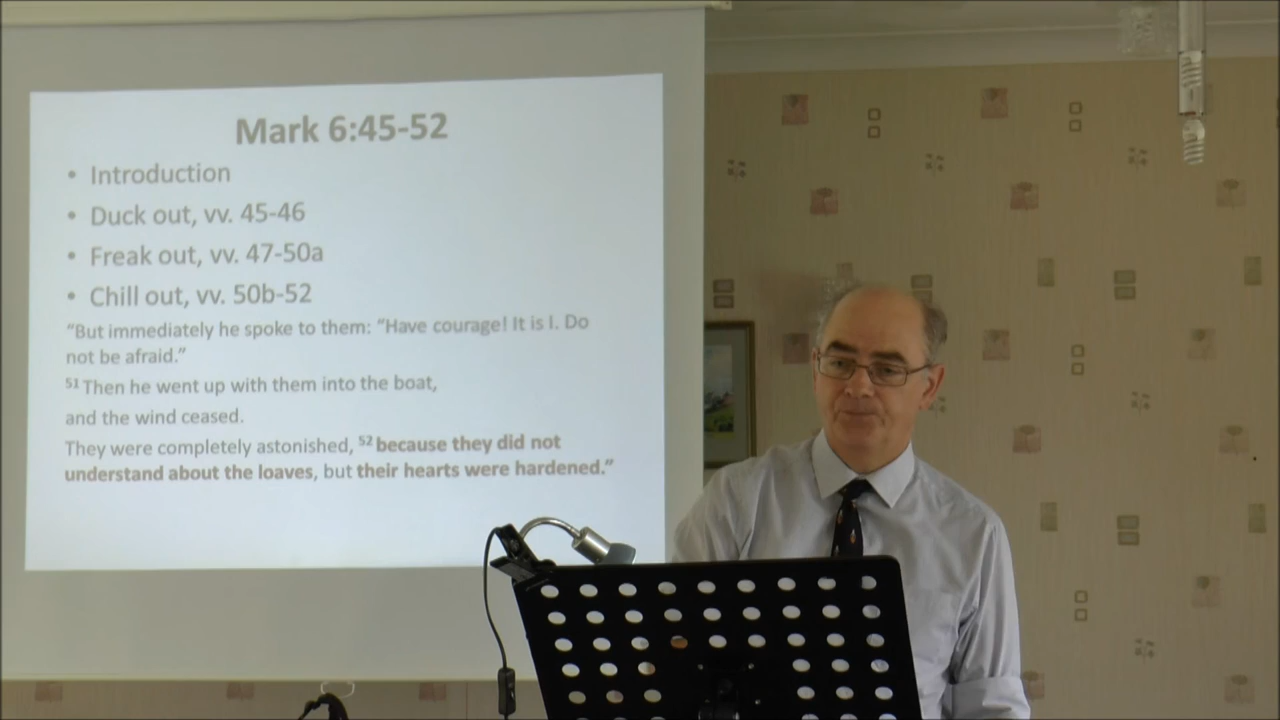 Mark 6:45-52
• Introduction
• Duck out, vv. 45-46
• Freak out, vv. 47-50a
• Chill out, vv. 50b-52
“But immediately he spoke to them: “Have courage! It is I. Do
not be afraid.”
51 Then he went up with them into the boat,
and the wind ceased.
They were completely astonished, 52 because they did not
understand about the loaves, but their hearts were hardened.”